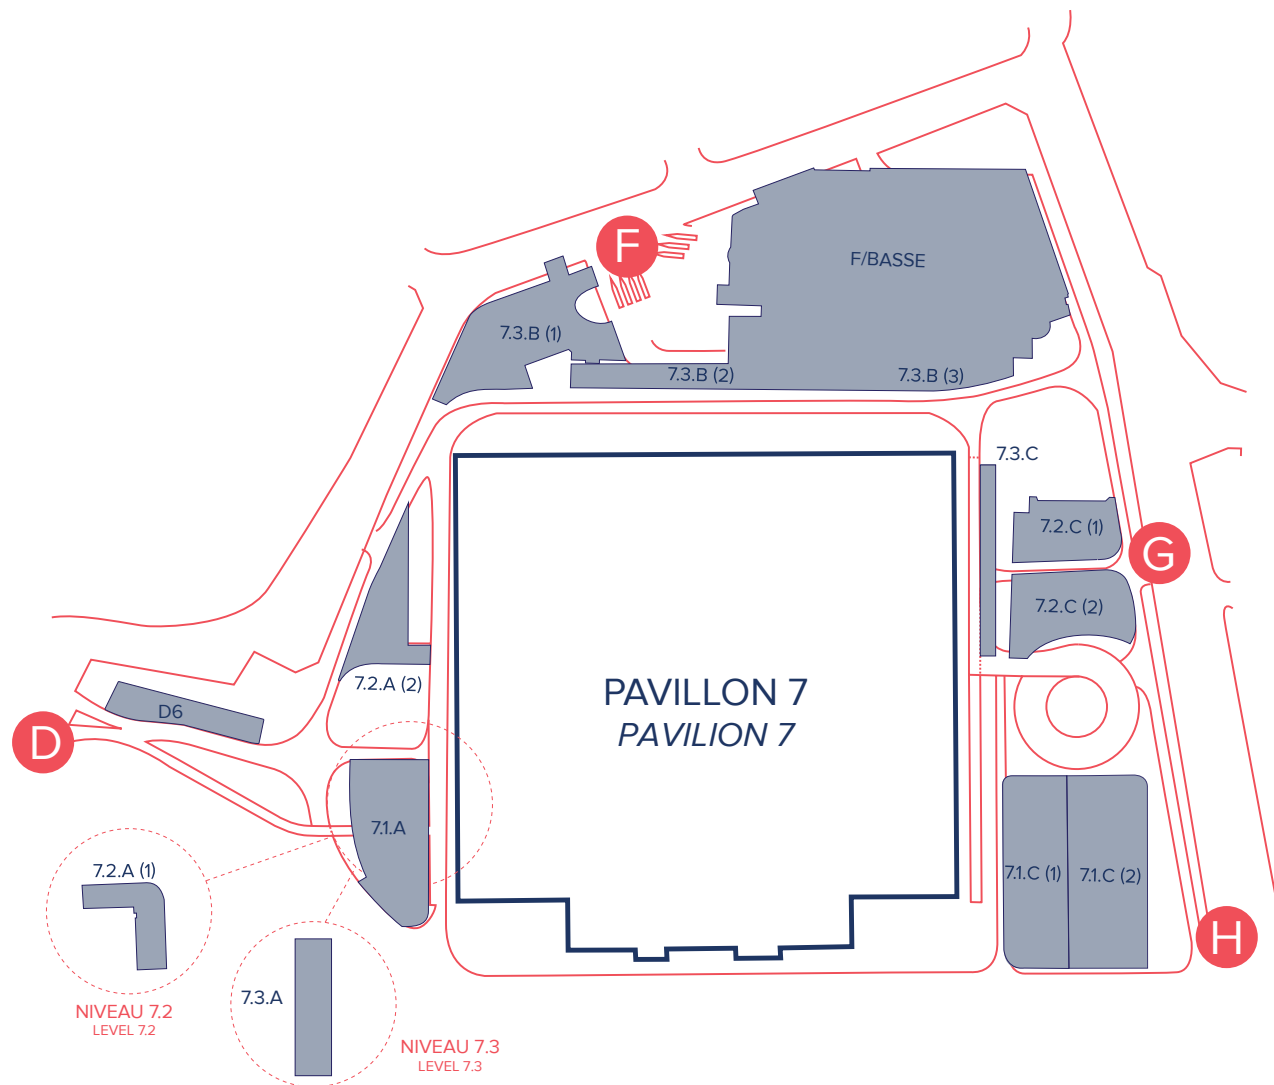 F
F/BASSE
7.3.B (1)
7.3.B (2)
7.3.B (3)
7.3.C
7.2.C (1)
G
7.2.C (2)
7.2.A (2)
PAVILLON 7
PAVILION 7
D6
D
7.1.A
7.2.A (1)
7.1.C (1)
7.1.C (2)
H
7.3.A
NIVEAU 7.2
LEVEL 7.2
NIVEAU 7.3
LEVEL 7.3